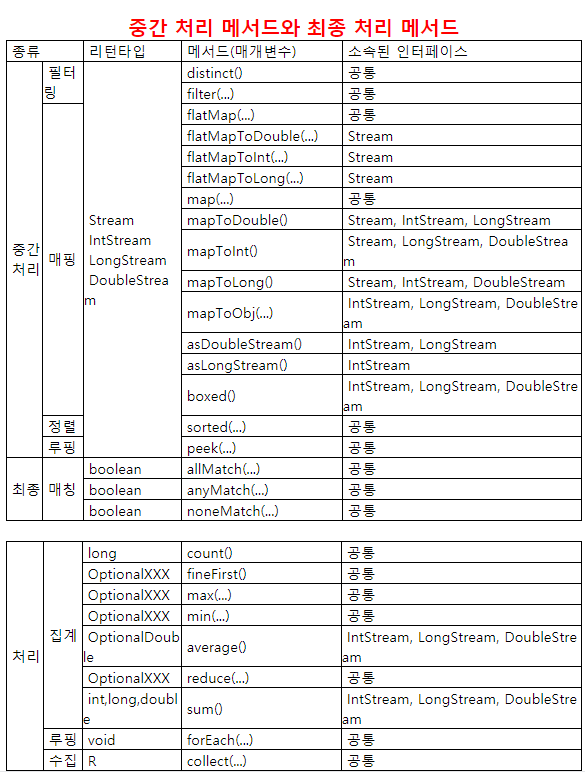 중간 처리 메서드와 최종 처리 메서드
종류 리턴타입 메서드(매개변수) 소속된 인터페이스
중간 처리
필터링
distinct() 공통
filter(...) 공통
매핑
Stream
IntStream
LongStream
DoubleStream
flatMap(...) 공통
flatMapToDouble(...) Stream
flatMapToInt(...) Stream
flatMapToLong(...) Stream
map(...) 공통
mapToDouble() Stream, IntStream, LongStream
mapToInt() Stream, LongStream, DoubleStream
mapToLong() Stream, IntStream, DoubleStream
mapToObj(...) IntStream, LongStream, DoubleStream
asDoubleStream() IntStream, LongStream
asLongStream() IntStream
boxed() IntStream, LongStream, DoubleStream
정렬 sorted(...) 공통
루핑 peek(...) 공통
최종 매칭
boolean allMatch(...) 공통
boolean anyMatch(...) 공통
boolean noneMatch(...) 공통
처리
집계
long count() 공통
OptionalXXX fineFirst() 공통
OptionalXXX max(...) 공통
OptionalXXX min(...) 공통
OptionalDouble average() IntStream, LongStream, DoubleStream
OptionalXXX reduce(...) 공통
int,long,double sum() IntStream, LongStream, DoubleStream
루핑 void forEach(...) 공통
수집 R collect(...) 공통